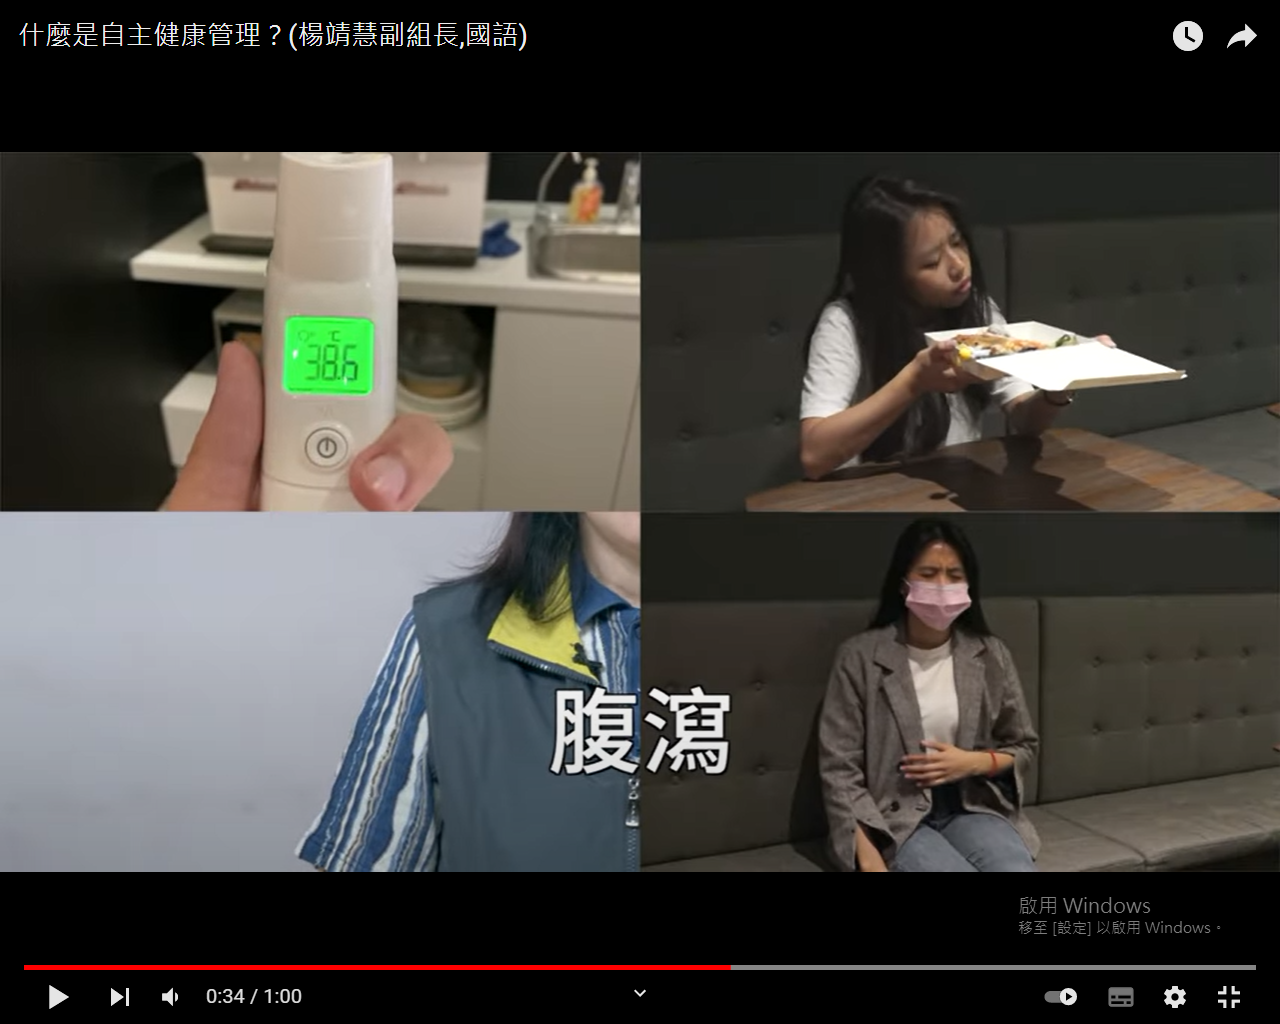 什麼是自主健康管理？(楊靖慧副組長,國語)
℃
38.6
腹瀉
啟用 Windows
移至 [設定] 以啟用 Windows。
0:34 / 1:00